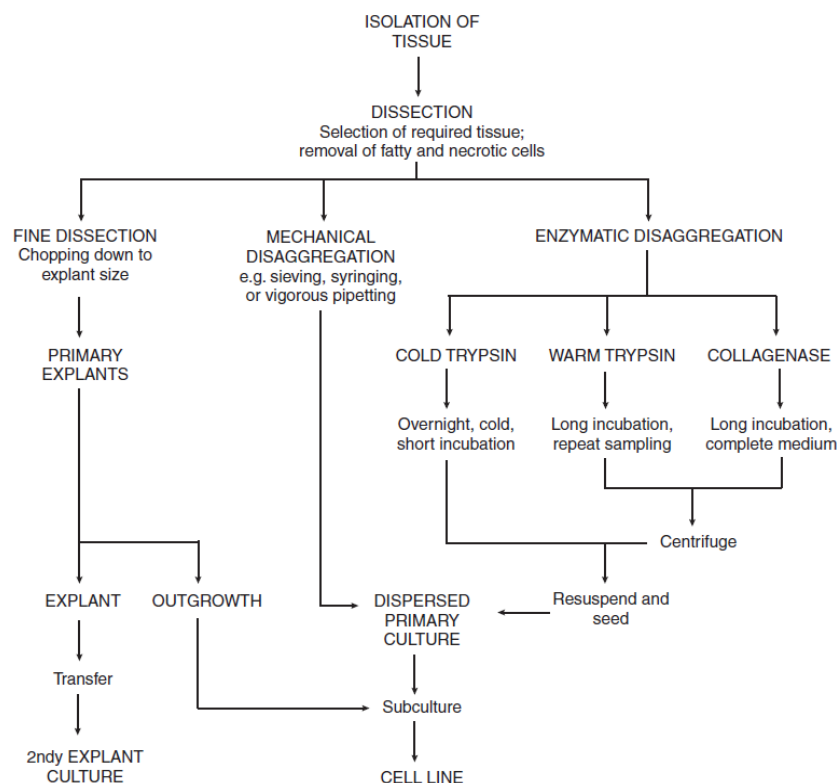 ISOLATION OF
TISSUE
DISSECTION
Selection of required tissue;
removal of fatty and necrotic cells
FINE DISSECTION
Chopping down to
explant size
MECHANICAL
DISAGGREGATION
e.g. sieving, syringing,
or vigorous pipetting
ENZYMATIC DISAGGREGATION
PRIMARY
EXPLANTS
COLD TRYPSIN
WARM TRYPSIN
COLLAGENASE
Overnight, cold,
short incubation
Long incubation,
repeat sampling
Long incubation,
complete medium
Centrifuge
EXPLANT
OUTGROWTH
DISPERSED
PRIMARY
CULTURE
Resuspend and
seed
Transfer
Subculture
2ndy EXPLANT
CULTURE
CELL LINE